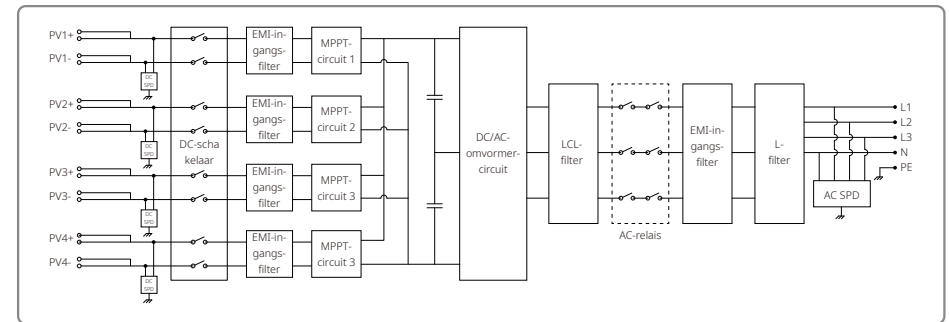 PV1+
PV1-
DC
SPD
PV2+
PV2-
DC
SPD
PV3+
PV3-
DC
SPD
PV4+
PV4-
DC
SPD
DC-scha
kelaar
EMI-in-
gangs-
filter
MPPT-
circuit 1
EMI-in-
gangs-
filter
MPPT-
circuit 2
EMI-in-
gangs-
filter
MPPT-
circuit 3
EMI-in-
gangs-
filter
MPPT-
circuit 3
DC/AC-
omvormer-
circuit
LCL-
filter
AC-relais
EMI-in-
gangs-
filter
L-
filter
L1
L2
L3
N
PE
AC SPD